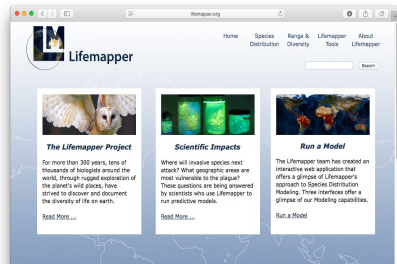 lifemapper.org
LM
Lifemapper
Home
Species Distribution
Range & Diversity
Lifemapper Tools
About Lifemapper
Search
The Lifemapper Project
For more than 300 years, tens of
thousands of biologists around the
world, through rugged exploration of
the planet's wild places, have
strived to discover and document
the diversity of life on earth.
Read More ...
Scientific Impacts
Where will invasive species next
attack? What geographic areas are
most vulnerable to the plague?
These questions are being answered
by scientists who use Lifemapper to
run predictive models.
Read More ...
Run a Model
The Lifemapper team has created an
interactive web application that
offers a glimpse of Lifemapper's
approach to Species Distribution
Modeling. Three interfaces offer a
glimpse of our Modeling capabilities.
Run a Model